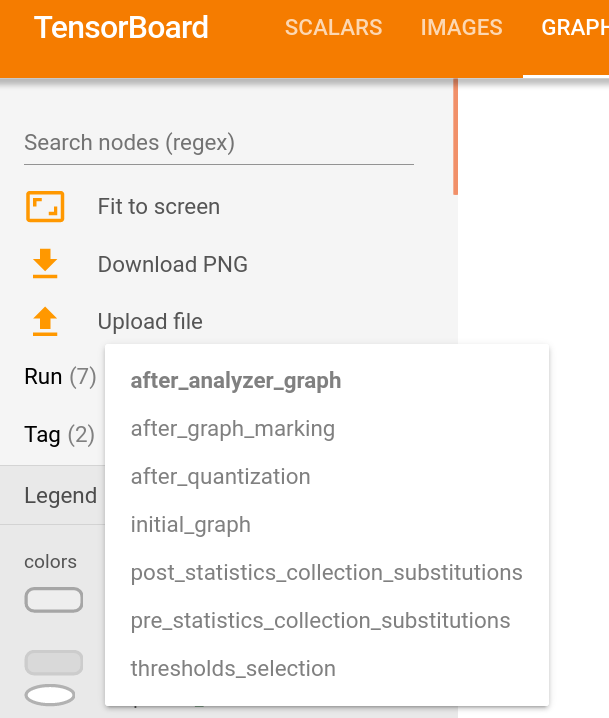 TensorBoard SCALARS IMAGES GRAPH
Search nodes (regex)
Fit to screen
Download PNG
Upload file
Run (7)
after_analyzer_graph
after_graph_marking
Tag (2)
after_quantization
Legend
initial_graph
colors
post_statistics_collection_substitutions
pre_statistics_collection_substitutions
thresholds_selection